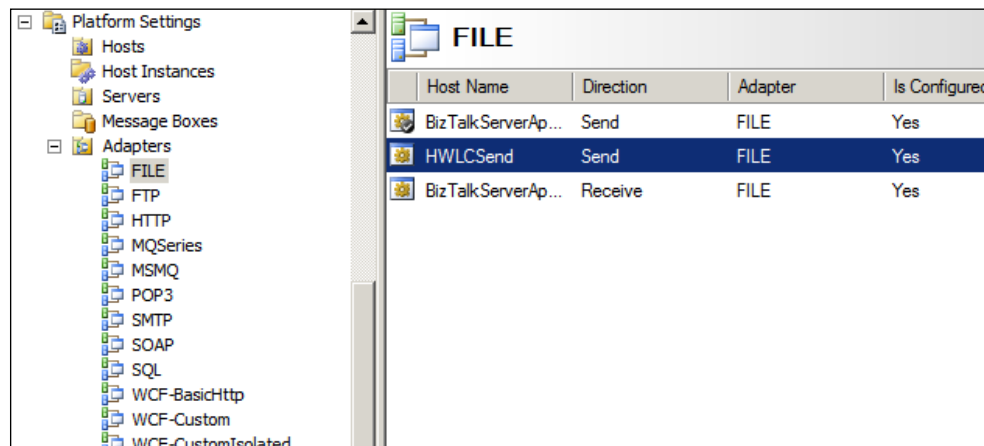 Platform Settings
Hosts
Host Instances
Servers
Message Boxes
Adapters
FILE
FTP
HTTP
MQSeries
MSMQ
POP3
SMTP
SOAP
SQL
WCF-BasicHttp
WCF-Custom
WCF-CustomIsolated
FILE
Host Name Direction Adapter Is Configured
BizTalkServerAp... Send FILE Yes
HWLCSend Send FILE Yes
BizTalkServerAp... Receive FILE Yes